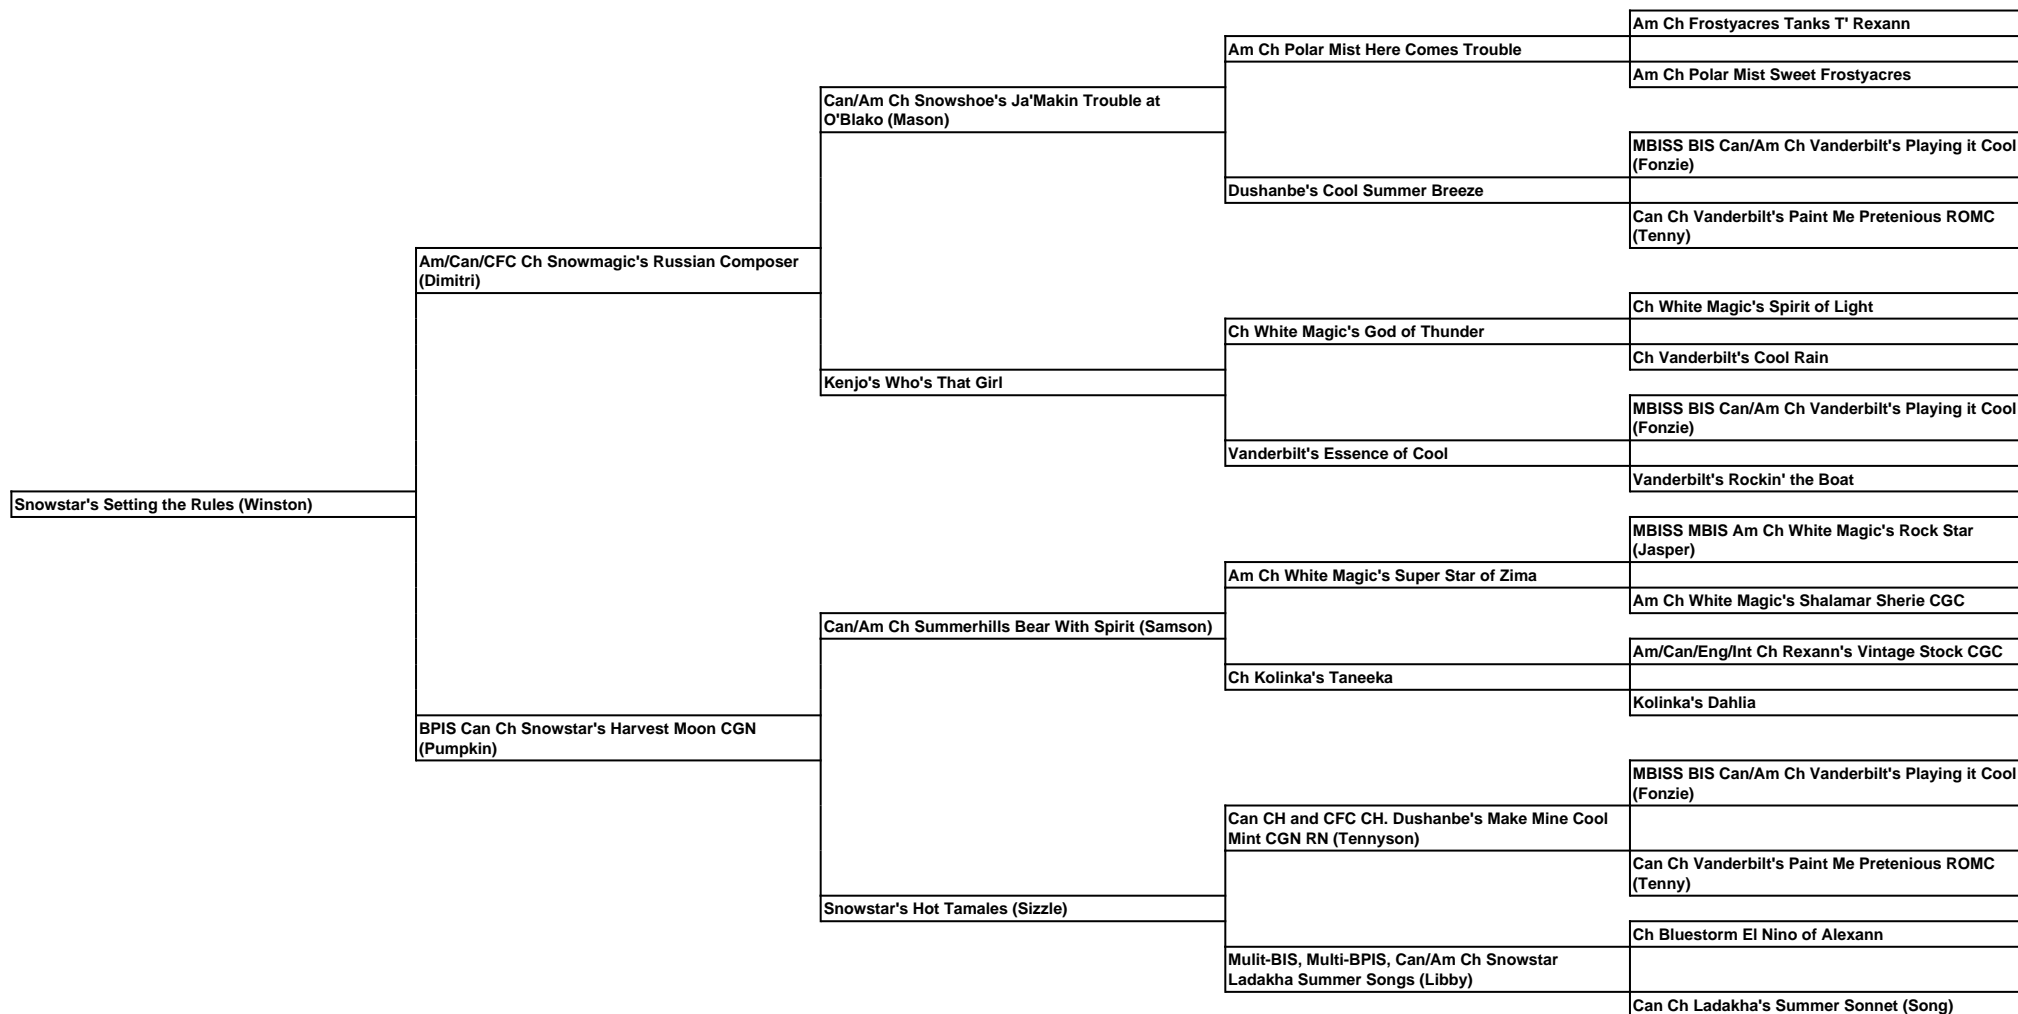 Am Ch Frostyacres Tanks T' Rexann
Am Ch Polar Mist Here Comes Trouble
Am Ch Polar Mist Sweet Frostyacres
Can/Am Ch Snowshoe's Ja'Makin Trouble at
O'Blako (Mason)
MBISS BIS Can/Am Ch Vanderbilt's Playing it Cool
(Fonzie)
Dushanbe's Cool Summer Breeze
Can Ch Vanderbilt's Paint Me Pretenious ROMC
(Tenny)
Am/Can/CFC Ch Snowmagic's Russian Composer
(Dimitri)
Ch White Magic's Spirit of Light
Ch White Magic's God of Thunder
Ch Vanderbilt's Cool Rain
Kenjo's Who's That Girl
MBISS BIS Can/Am Ch Vanderbilt's Playing it Cool
(Fonzie)
Vanderbilt's Essence of Cool
Vanderbilt's Rockin' the Boat
Snowstar's Setting the Rules (Winston)
MBISS MBIS Am Ch White Magic's Rock Star
(Jasper)
Am Ch White Magic's Super Star of Zima
Am Ch White Magic's Shalamar Sherie CGC
Can/Am Ch Summerhills Bear With Spirit (Samson)
Am/Can/Eng/Int Ch Rexann's Vintage Stock CGC
Ch Kolinka's Taneeka
Kolinka's Dahlia
BPIS Can Ch Snowstar's Harvest Moon CGN
(Pumpkin)
MBISS BIS Can/Am Ch Vanderbilt's Playing it Cool
(Fonzie)
Can CH and CFC CH. Dushanbe's Make Mine Cool
Mint CGN RN (Tennyson)
Can Ch Vanderbilt's Paint Me Pretenious ROMC
(Tenny)
Snowstar's Hot Tamales (Sizzle)
Ch Bluestorm El Nino of Alexann
Mulit-BIS, Multi-BPIS, Can/Am Ch Snowstar
Ladakha Summer Songs (Libby)
Can Ch Ladakha's Summer Sonnet (Song)